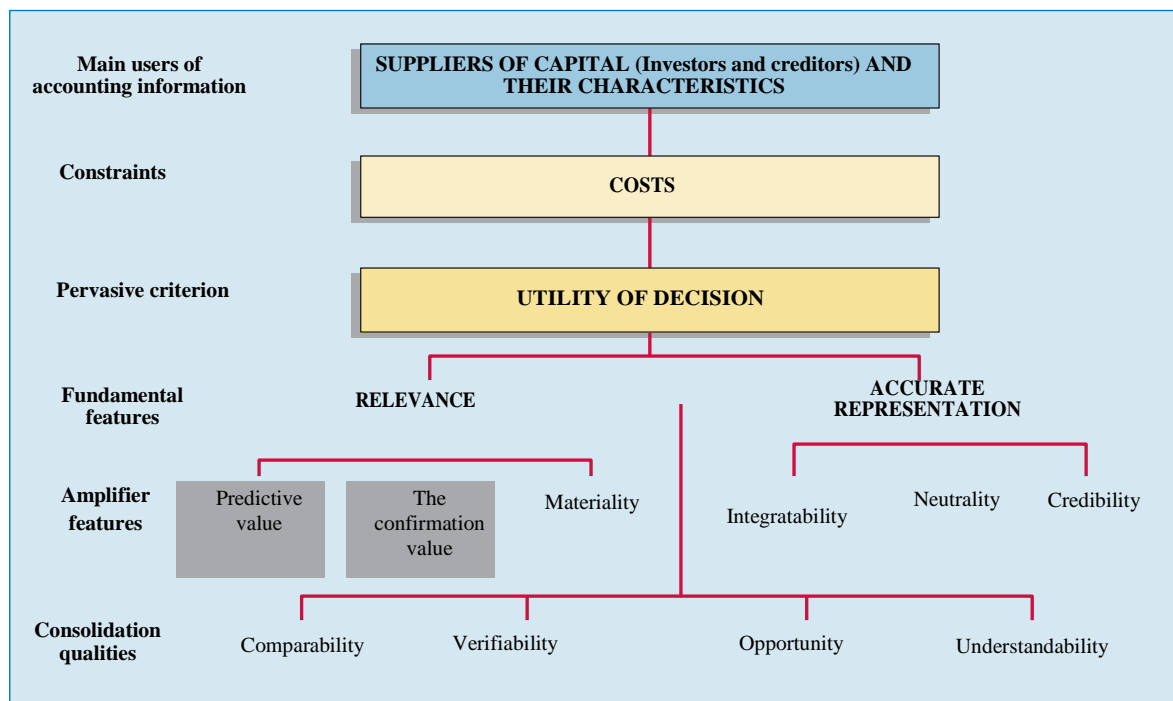 Main users of
accounting information
SUPPLIERS OF CAPITAL (Investors and creditors) AND
THEIR CHARACTERISTICS
Constraints
COSTS
Pervasive criterion
UTILITY OF DECISION
Fundamental
features
RELEVANCE
ACCURATE
REPRESENTATION
Amplifier
features
Predictive
value
The
confirmation
value
Materiality
Integratability
Neutrality
Credibility
Consolidation
qualities
Comparability
Verifiability
Opportunity
Understandability